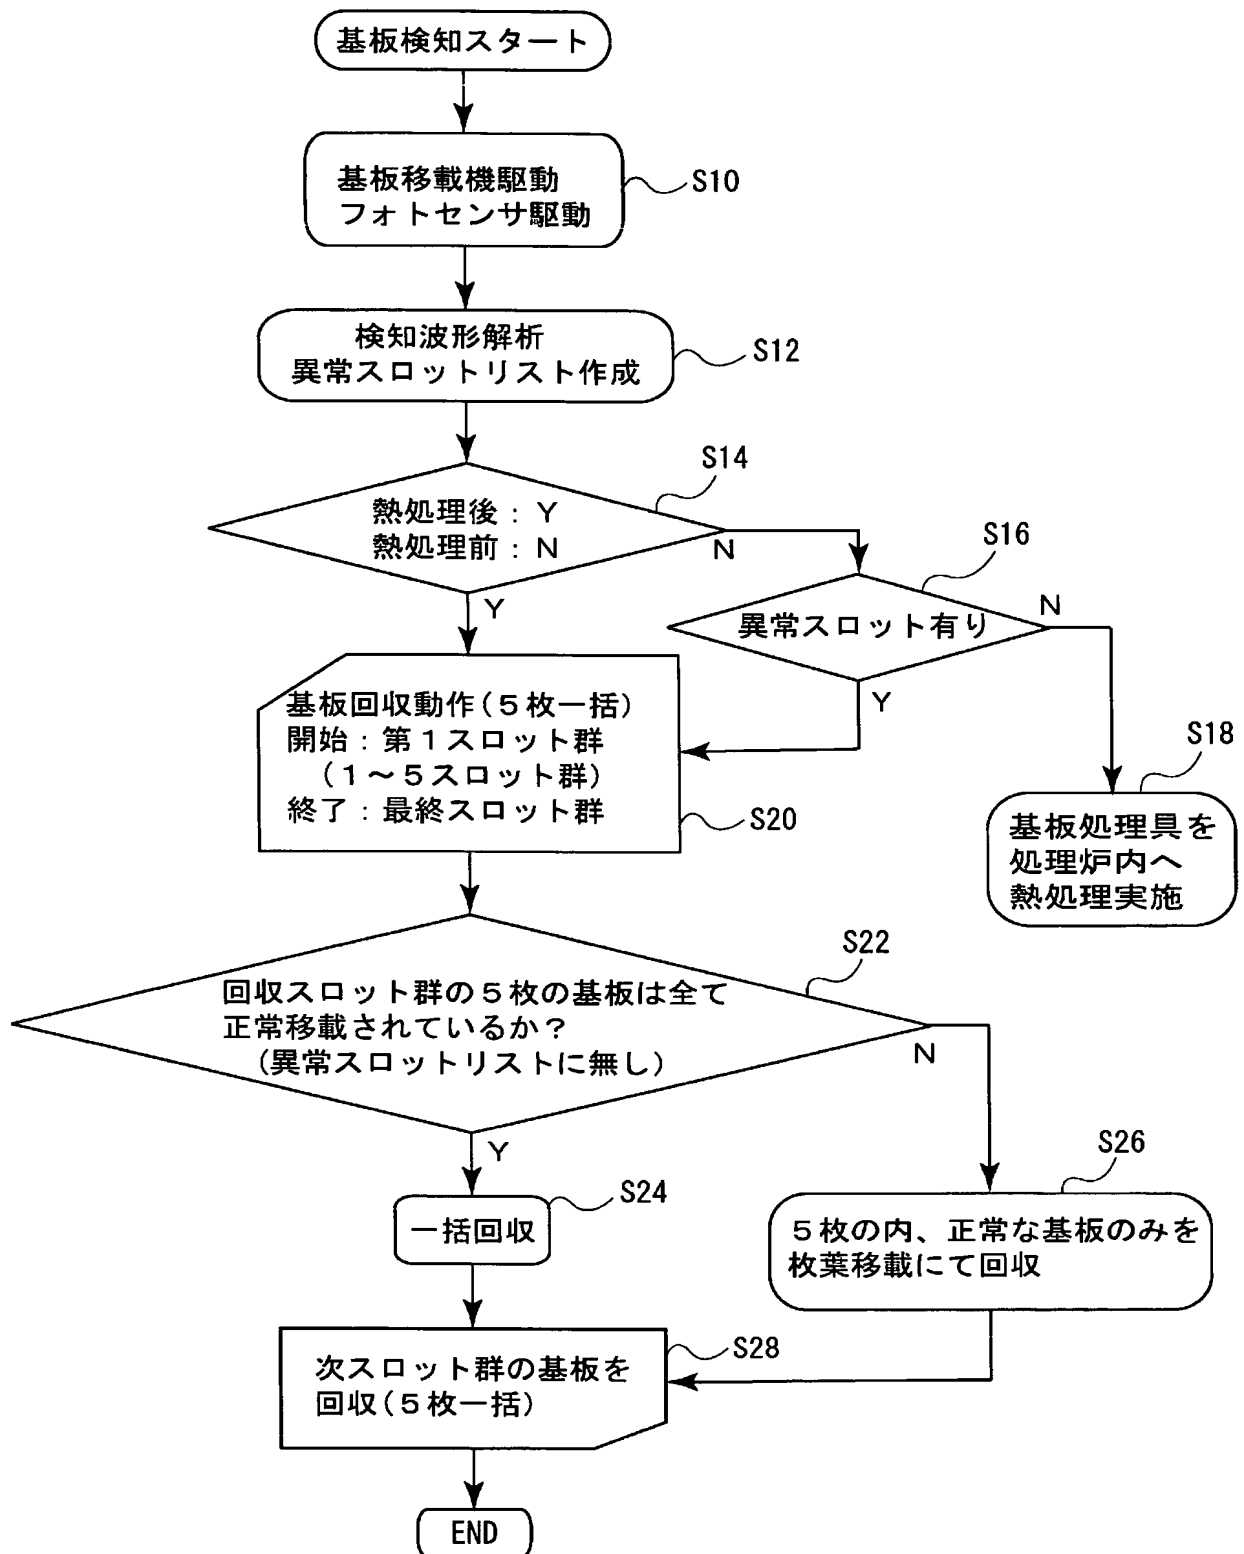 基板検知スタート
基板移載機駆動
フォトセンサ駆動
S10
検知波形解析
異常スロットリスト作成
S12
S14
熱処理後：Y
熱処理前：N
N
Y
S16
異常スロット有り
N
Y
S18
基板処理具を
処理炉内へ
熱処理実施
基板回収動作(5枚一括)
開始：第1スロット群
(1～5スロット群)
終了：最終スロット群
S20
S22
回収スロット群の5枚の基板は全て
正常移載されているか？
(異常スロットリストに無し)
N
Y
S24
一括回収
S26
5枚の内、正常な基板のみを
枚葉移載にて回収
次スロット群の基板を
回収(5枚一括)
S28
END